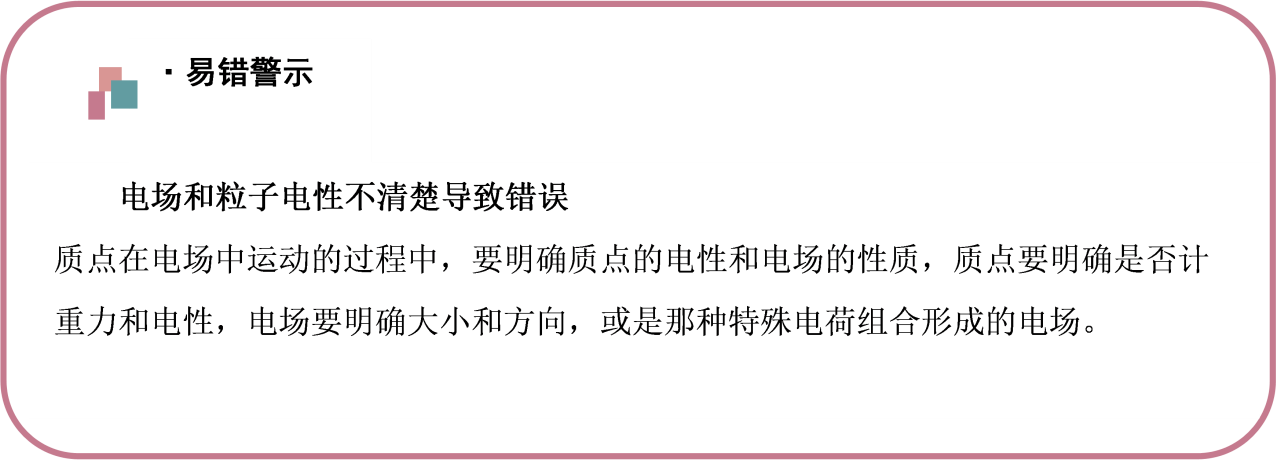 ·易错警示
电场和粒子电性不清楚导致错误
质点在电场中运动的过程中，要明确质点的电性和电场的性质，质点要明确是否计
重力和电性，电场要明确大小和方向，或是那种特殊电荷组合形成的电场。